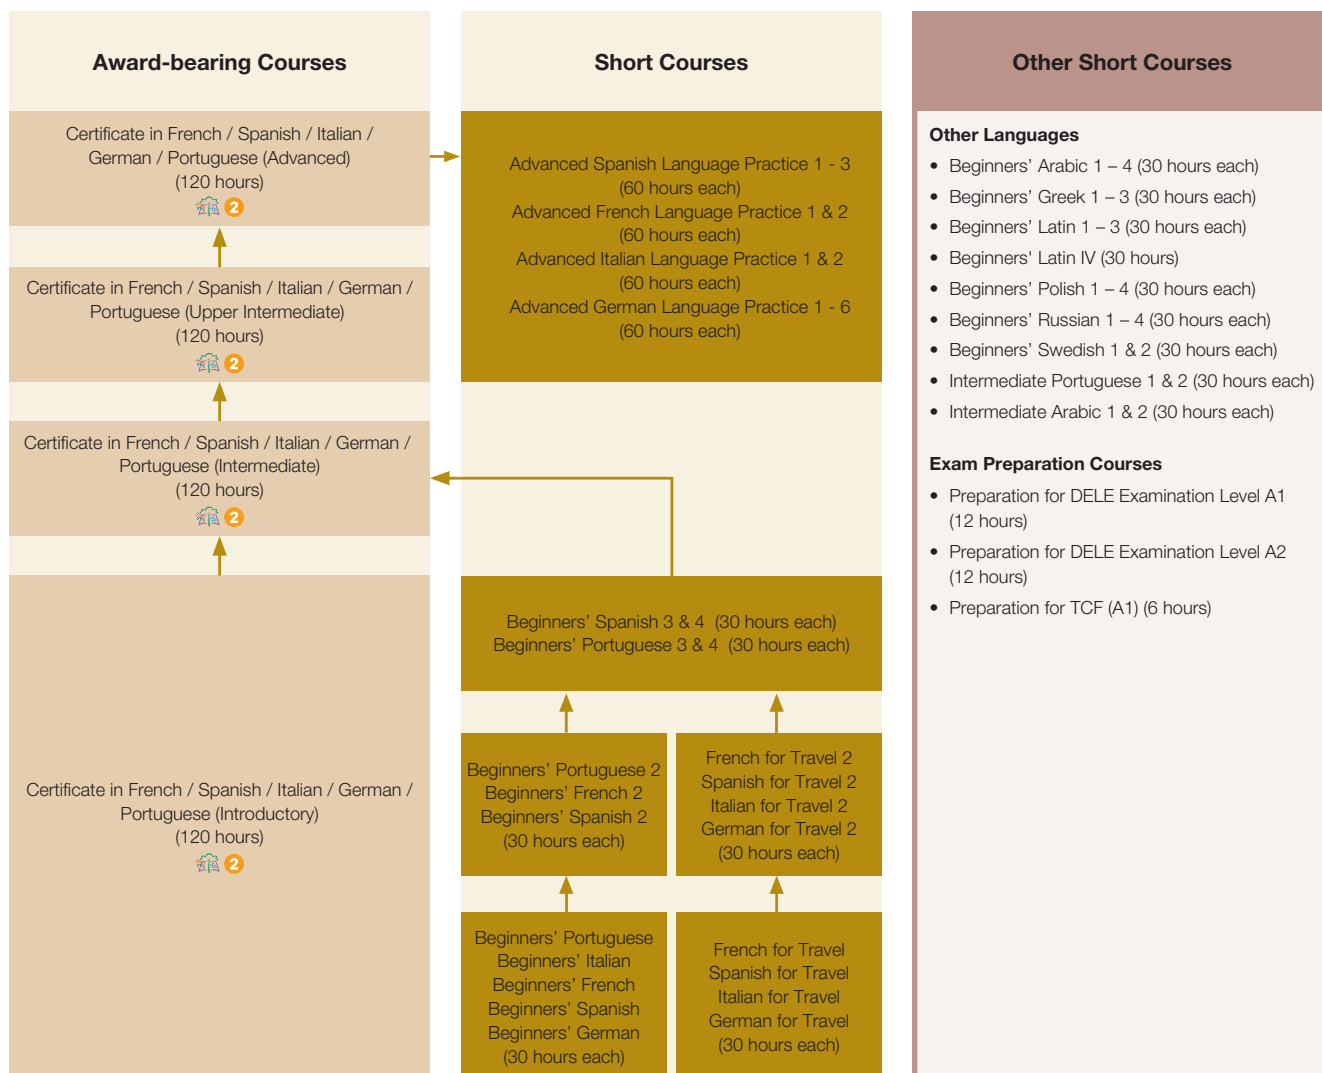 Award-bearing Courses
Certificate in French / Spanish / Italian /
German / Portuguese (Advanced)
(120 hours)
2
Certificate in French / Spanish / Italian / German /
Portuguese (Upper Intermediate)
(120 hours)
2
Certificate in French / Spanish / Italian / German /
Portuguese (Intermediate)
(120 hours)
2
Certificate in French / Spanish / Italian / German /
Portuguese (Introductory)
(120 hours)
2
Short Courses
Advanced Spanish Language Practice 1 - 3
(60 hours each)
Advanced French Language Practice 1 & 2
(60 hours each)
Advanced Italian Language Practice 1 & 2
(60 hours each)
Advanced German Language Practice 1 - 6
(60 hours each)
Beginners’ Spanish 3 & 4 (30 hours each)
Beginners’ Portuguese 3 & 4 (30 hours each)
Beginners’ Portuguese 2
Beginners’ French 2
Beginners’ Spanish 2
(30 hours each)
French for Travel 2
Spanish for Travel 2
Italian for Travel 2
German for Travel 2
(30 hours each)
Beginners’ Portuguese
Beginners’ Italian
Beginners’ French
Beginners’ Spanish
Beginners’ German
(30 hours each)
French for Travel
Spanish for Travel
Italian for Travel
German for Travel
(30 hours each)
Other Short Courses
Other Languages
• Beginners’ Arabic 1 – 4 (30 hours each)
• Beginners’ Greek 1 – 3 (30 hours each)
• Beginners’ Latin 1 – 3 (30 hours each)
• Beginners' Latin IV (30 hours)
• Beginners’ Polish 1 – 4 (30 hours each)
• Beginners’ Russian 1 – 4 (30 hours each)
• Beginners’ Swedish 1 & 2 (30 hours each)
• Intermediate Portuguese 1 & 2 (30 hours each)
• Intermediate Arabic 1 & 2 (30 hours each)
Exam Preparation Courses
• Preparation for DELE Examination Level A1
(12 hours)
• Preparation for DELE Examination Level A2
(12 hours)
• Preparation for TCF (A1) (6 hours)